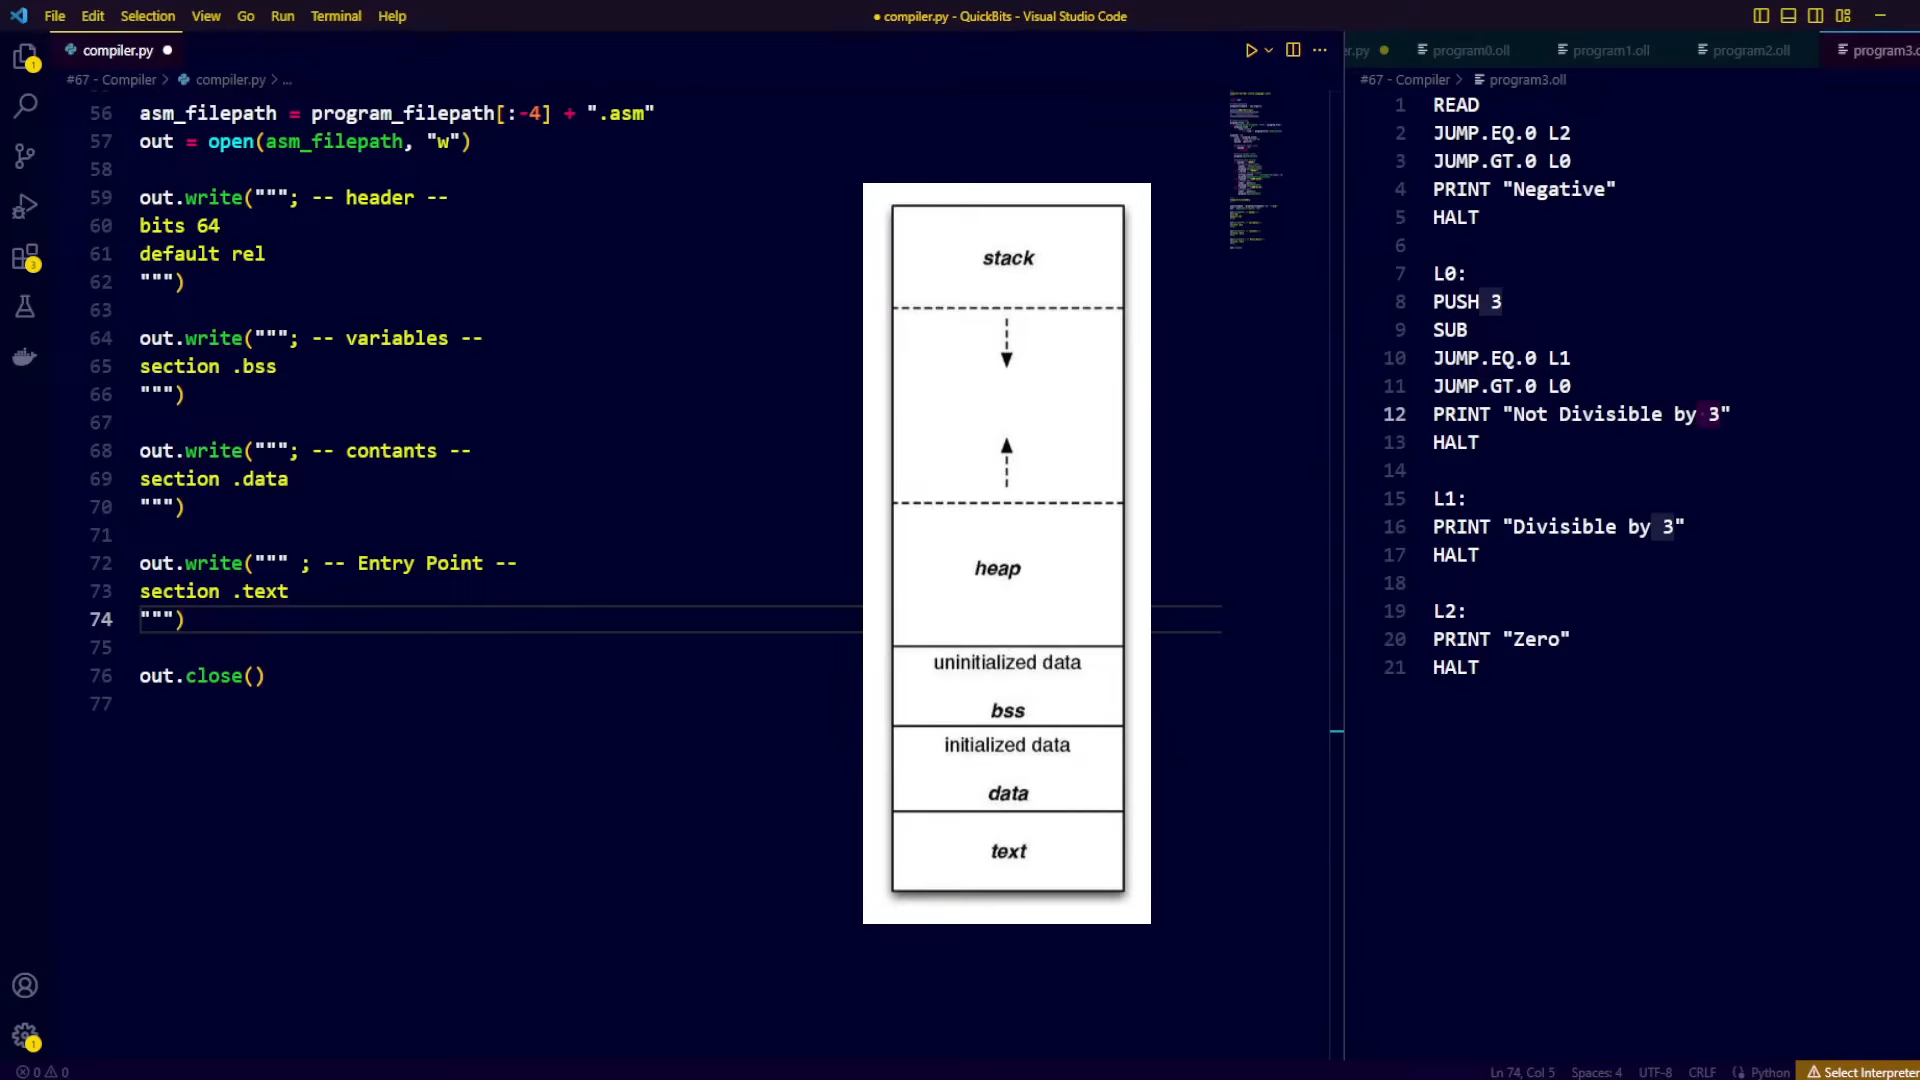 File Edit Selection View Go Run Terminal Help
● compiler.py - QuickBits - Visual Studio Code
compiler.py
#67 - Compiler > compiler.py > ...
56 asm_filepath = program_filepath[:-4] + ".asm"
57 out = open(asm_filepath, "w")
58
59 out.write("""; -- header --
60 bits 64
61 default rel
62 """)
63
64 out.write("""; -- variables --
65 section .bss
66 """)
67
68 out.write("""; -- contants --
69 section .data
70 """)
71
72 out.write(""" ; -- Entry Point --
73 section .text
74 """)
75
76 out.close()
77
stack
heap
uninitialized data
bss
initialized data
data
text
er.py program0.oll program1.oll program2.oll program3.o
#67 - Compiler > program3.oll
1 READ
2 JUMP.EQ.0 L2
3 JUMP.GT.0 L0
4 PRINT "Negative"
5 HALT
6
7 L0:
8 PUSH 3
9 SUB
10 JUMP.EQ.0 L1
11 JUMP.GT.0 L0
12 PRINT "Not Divisible by 3"
13 HALT
14
15 L1:
16 PRINT "Divisible by 3"
17 HALT
18
19 L2:
20 PRINT "Zero"
21 HALT
1
3
1
0 0
Ln 74, Col 5 Spaces: 4 UTF-8 CRLF Python Select Interpreter